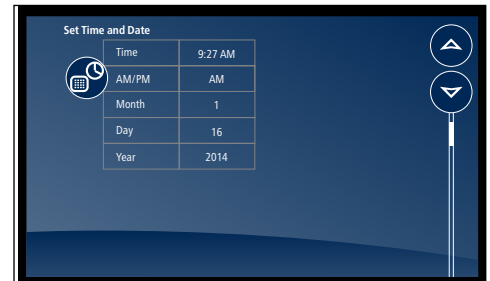 Set Time and Date
Time 9:27 AM
AM/PM AM
Month 1
Day 16
Year 2014